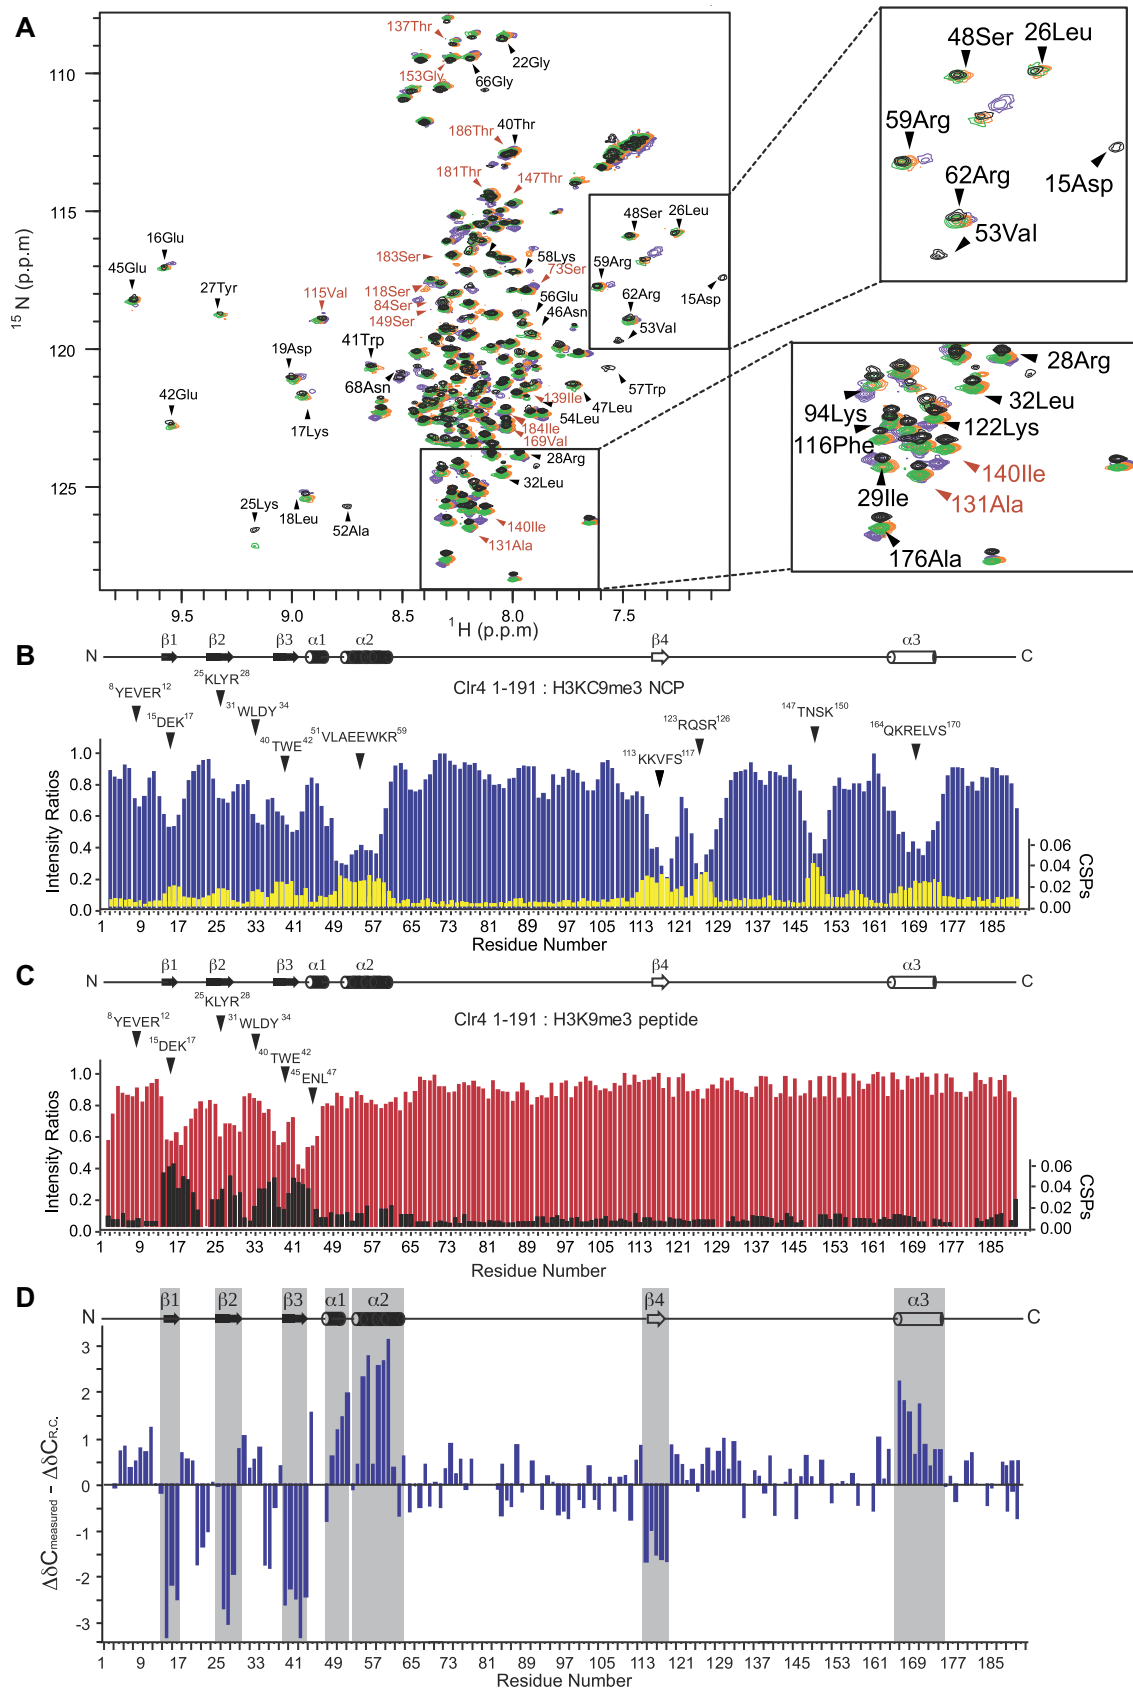 A
137Thr
153Gly
22Gly
66Gly
40Thr
186Thr
181Thr
147Thr
16Glu
45Glu
27Tyr
115Val
183Ser
118Ser
84Ser
149Ser
58Lys
73Ser
56Glu
46Asn
48Ser
26Leu
59Arg
62Arg
15Asp
53Val
19Asp
41Trp
68Asn
57Trp
42Glu
17Lys
139Ile
47Leu
54Leu
184Ile
169Val
28Arg
32Leu
25Lys
18Leu
52Ala
140Ile
131Ala
110
115
120
125
15N (p.p.m)
9.5 9.0 8.5 8.0 7.5
1H (p.p.m)
48Ser 26Leu
59Arg
62Arg
15Asp
53Val
28Arg
94Lys
32Leu
116Phe
122Lys
140Ile
29Ile
131Ala
176Ala
B
N β1 β2 β3 α1 α2 β4 α3 C
Clr4 1-191 : H3KC9me3 NCP
8YEVER12
15DEK17
25KLYR28
31WLDY34
40TWE42
51VLAEEWKR59
113KKVFS117
123RQSR126
147TNSK150
164QKRELVS170
Intensity Ratios
1.0
0.8
0.6
0.4
0.2
0.0
CSPs
0.06
0.04
0.02
0.00
1 9 17 25 33 41 49 57 65 73 81 89 97 105 113 121 129 137 145 153 161 169 177 185
Residue Number
C
N β1 β2 β3 α1 α2 β4 α3 C
Clr4 1-191 : H3K9me3 peptide
8YEVER12
15DEK17
25KLYR28
31WLDY34
40TWE42
45ENL47
Intensity Ratios
1.0
0.8
0.6
0.4
0.2
0.0
CSPs
0.06
0.04
0.02
0.00
1 9 17 25 33 41 49 57 65 73 81 89 97 105 113 121 129 137 145 153 161 169 177 185
Residue Number
D
N β1 β2 β3 α1 α2 β4 α3 C
ΔδCmeasured - ΔδCR.C.
3
2
1
0
-1
-2
-3
1 9 17 25 33 41 49 57 65 73 81 89 97 105 113 121 129 137 145 153 161 169 177 185
Residue Number